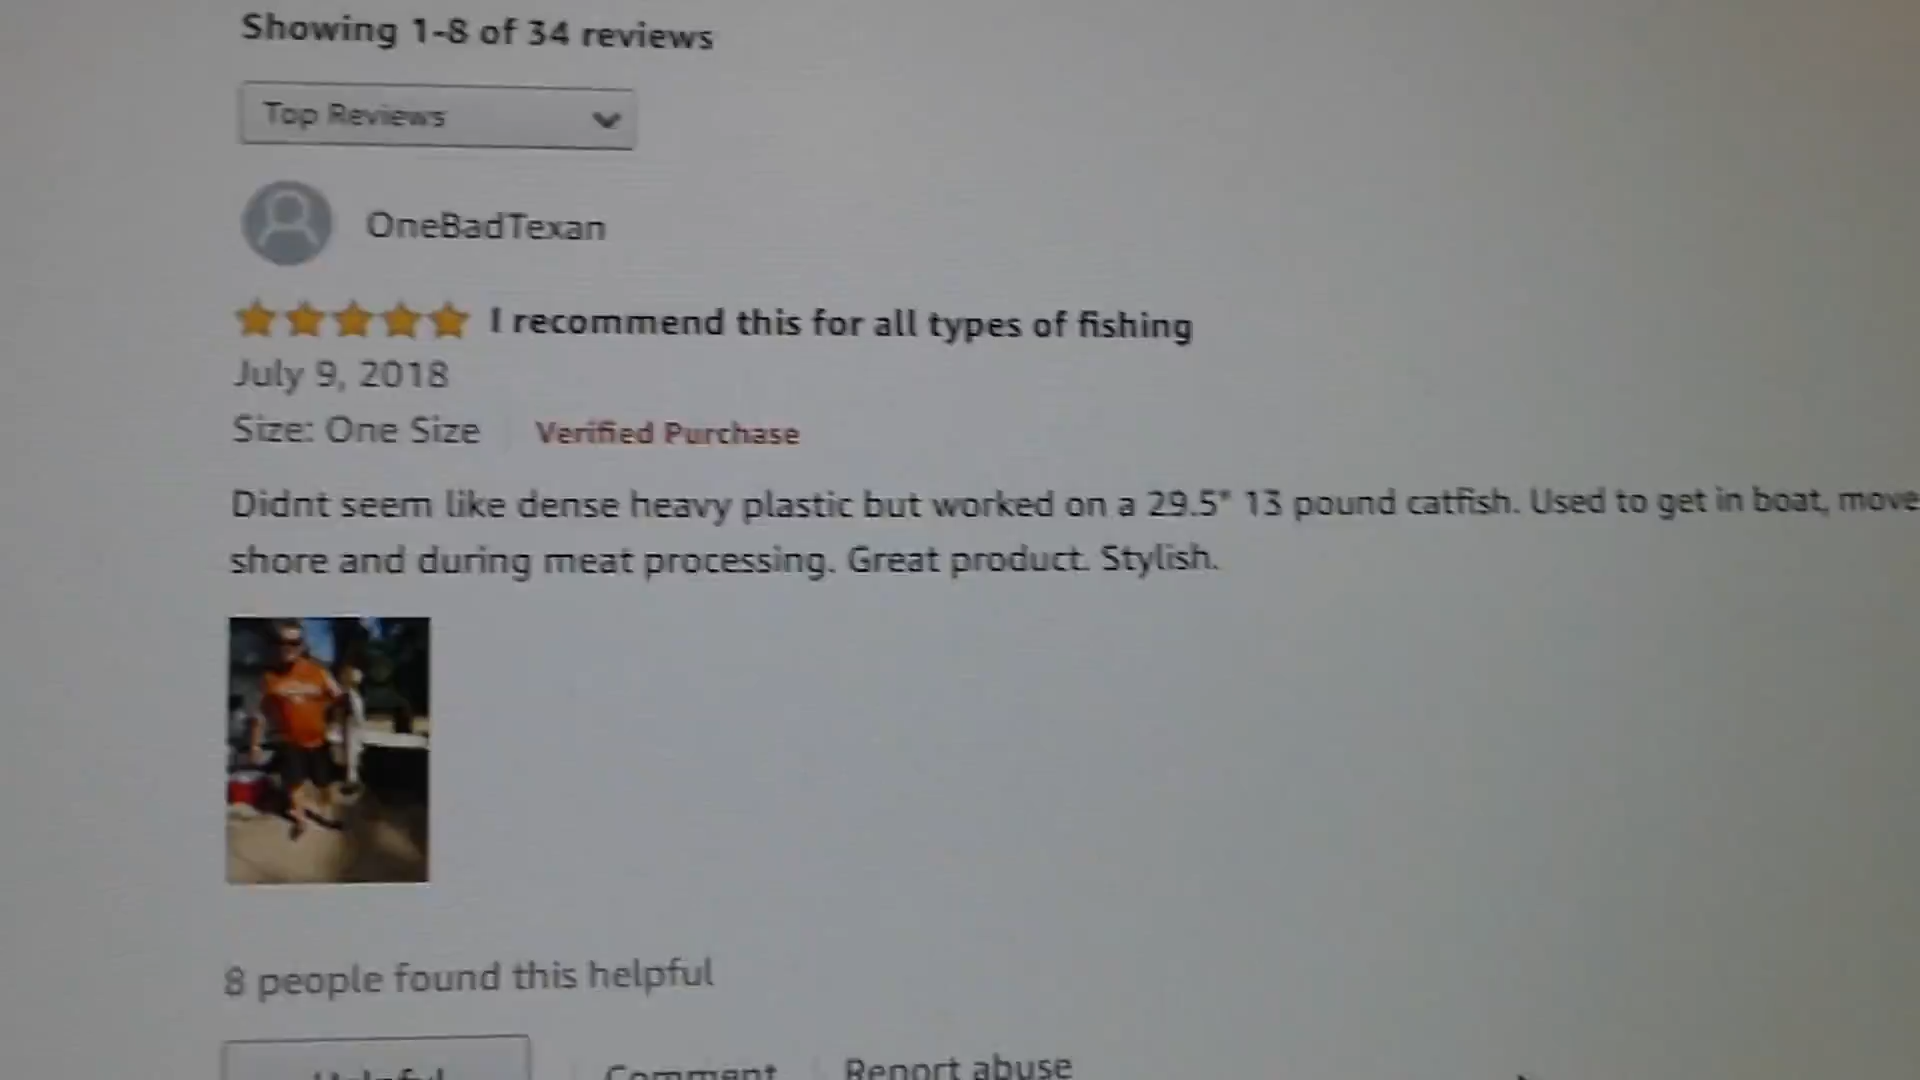 Showing 1-8 of 34 reviews
Top Reviews
OneBadTexan
I recommend this for all types of fishing
July 9, 2018
Size: One Size Verified Purchase
Didnt seem like dense heavy plastic but worked on a 29.5" 13 pound catfish. Used to get in boat, move
shore and during meat processing. Great product. Stylish.
8 people found this helpful
Helpful Comment Report abuse